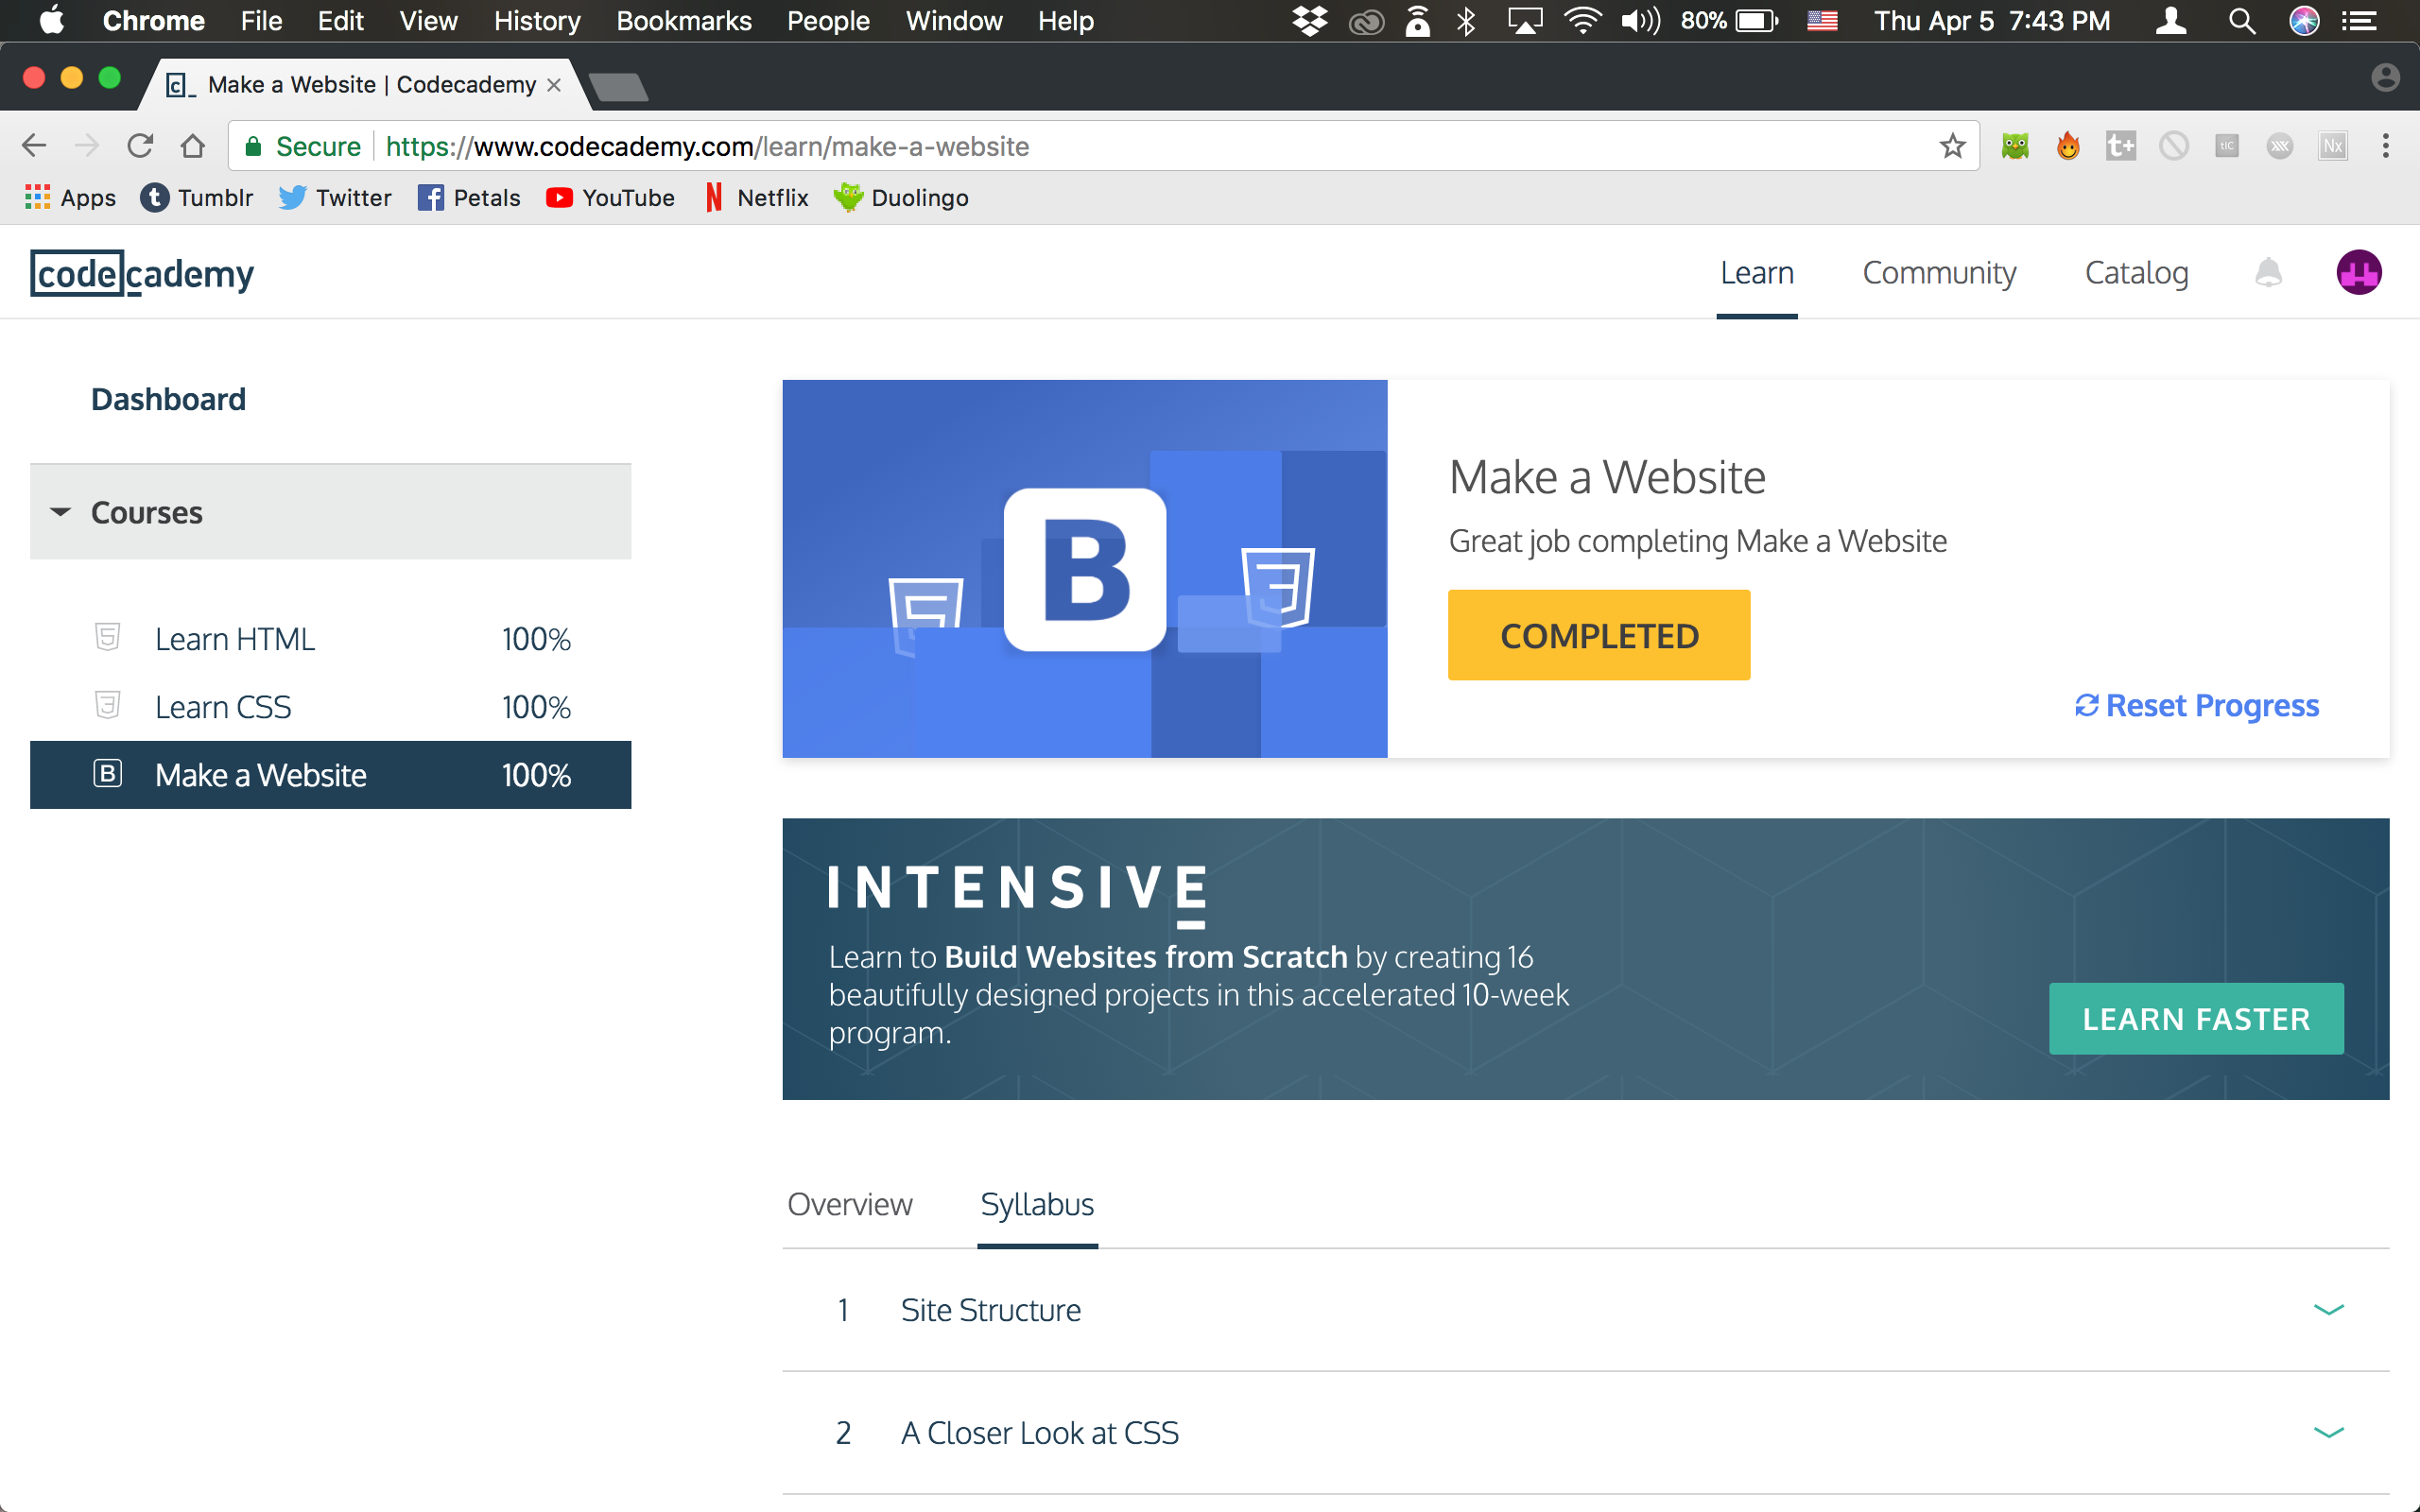 Chrome File Edit View History Bookmarks People Window Help 80% Thu Apr 5 7:43 PM
c_ Make a Website | Codecademy ×
Secure https://www.codecademy.com/learn/make-a-website t+ tlC Nx
Apps t Tumblr Twitter Petals YouTube N Netflix Duolingo
codecademy Learn Community Catalog
Dashboard
Courses
Learn HTML 100%
Learn CSS 100%
B Make a Website 100%
B
Make a Website
Great job completing Make a Website
COMPLETED
Reset Progress
INTENSIVE
Learn to Build Websites from Scratch by creating 16
beautifully designed projects in this accelerated 10-week
program.
LEARN FASTER
Overview Syllabus
1 Site Structure
2 A Closer Look at CSS